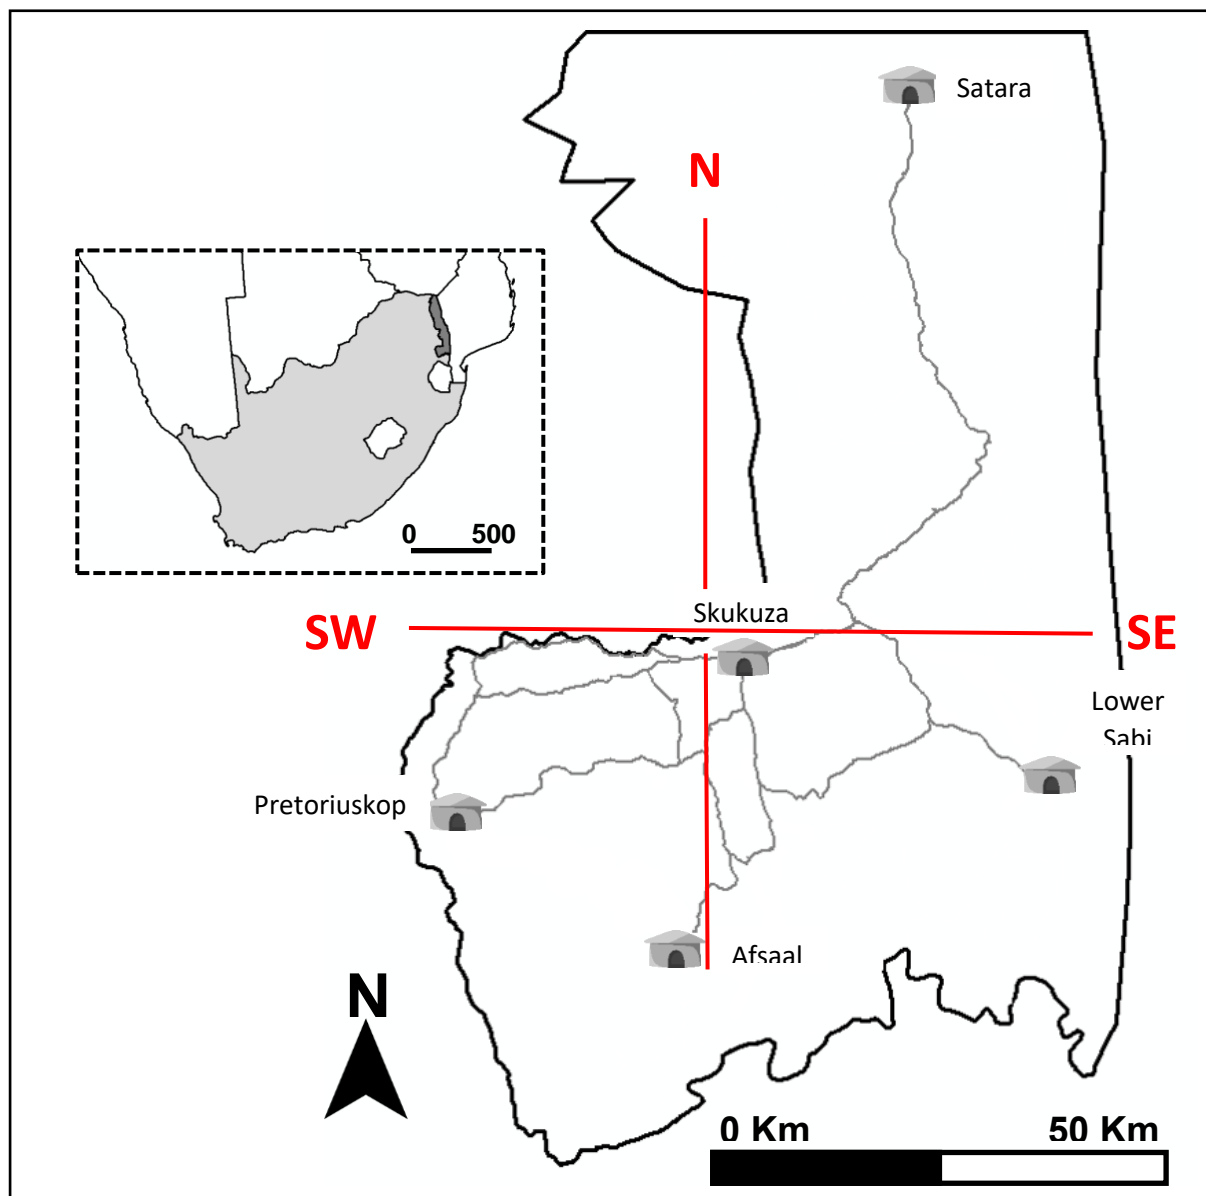 Satara
N
0 500
Skukuza
SW
SE
Lower
Sabi
Pretoriuskop
Afsaal
N
0 Km 50 Km